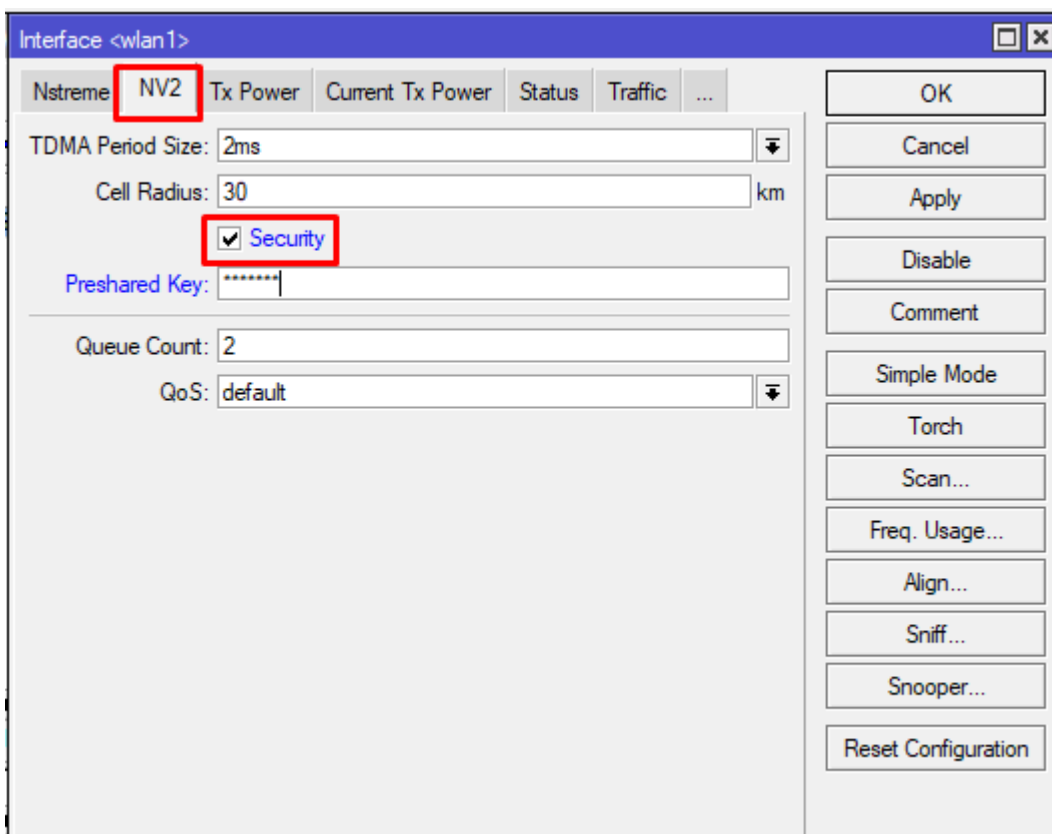 Interface <wlan1>
Nstreme NV2 Tx Power Current Tx Power Status Traffic ...
TDMA Period Size: 2ms
Cell Radius: 30 km
Security
Preshared Key: *******
Queue Count: 2
QoS: default
OK
Cancel
Apply
Disable
Comment
Simple Mode
Torch
Scan...
Freq. Usage...
Align...
Sniff...
Snooper...
Reset Configuration